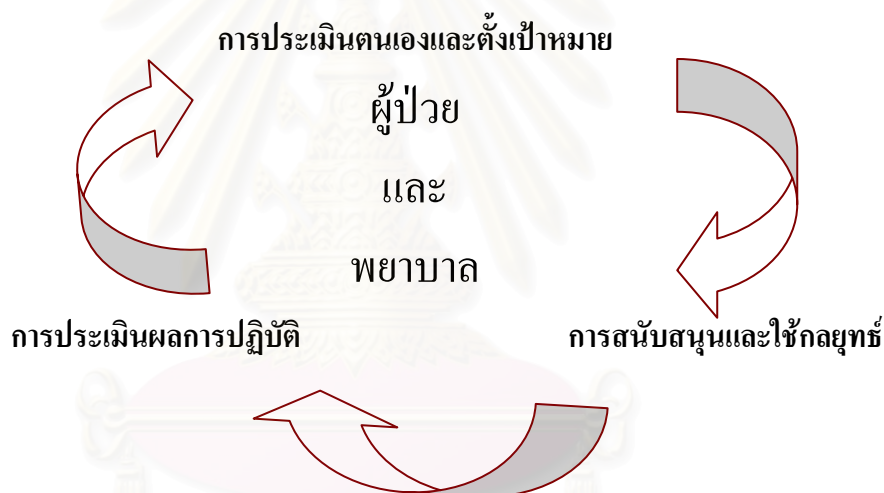 การประเมินตนเองและตั้งเป้าหมาย
ผู้ป่วย
และ
พยาบาล
การประเมินผลการปฏิบัติ
การสนับสนุนและใช้กลยุทธ์